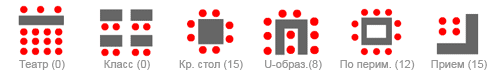 Театр (0) Класс (0) Кр. стол (15) U-образ.(8) По перим. (12) Прием (15)